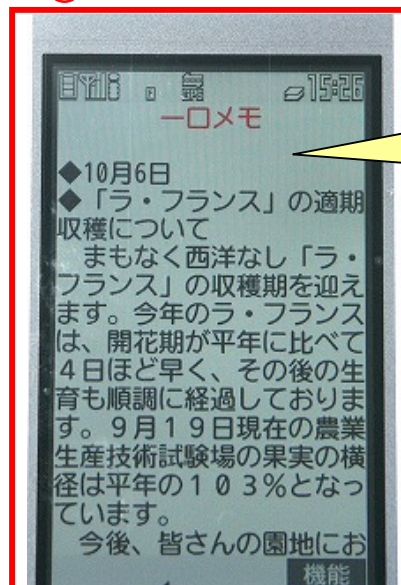 15:26
一口メモ
◆10月6日
◆「ラ・フランス」の適期
収穫について
　まもなく西洋なし「ラ・
フランス」の収穫期を迎え
ます。今年のラ・フランス
は、開花期が平年に比べて
４日ほど早く、その後の生
育も順調に経過しておりま
す。９月１９日現在の農業
生産技術試験場の果実の横
径は平年の１０３％となっ
ています。
　今後、皆さんの園地にお
機能